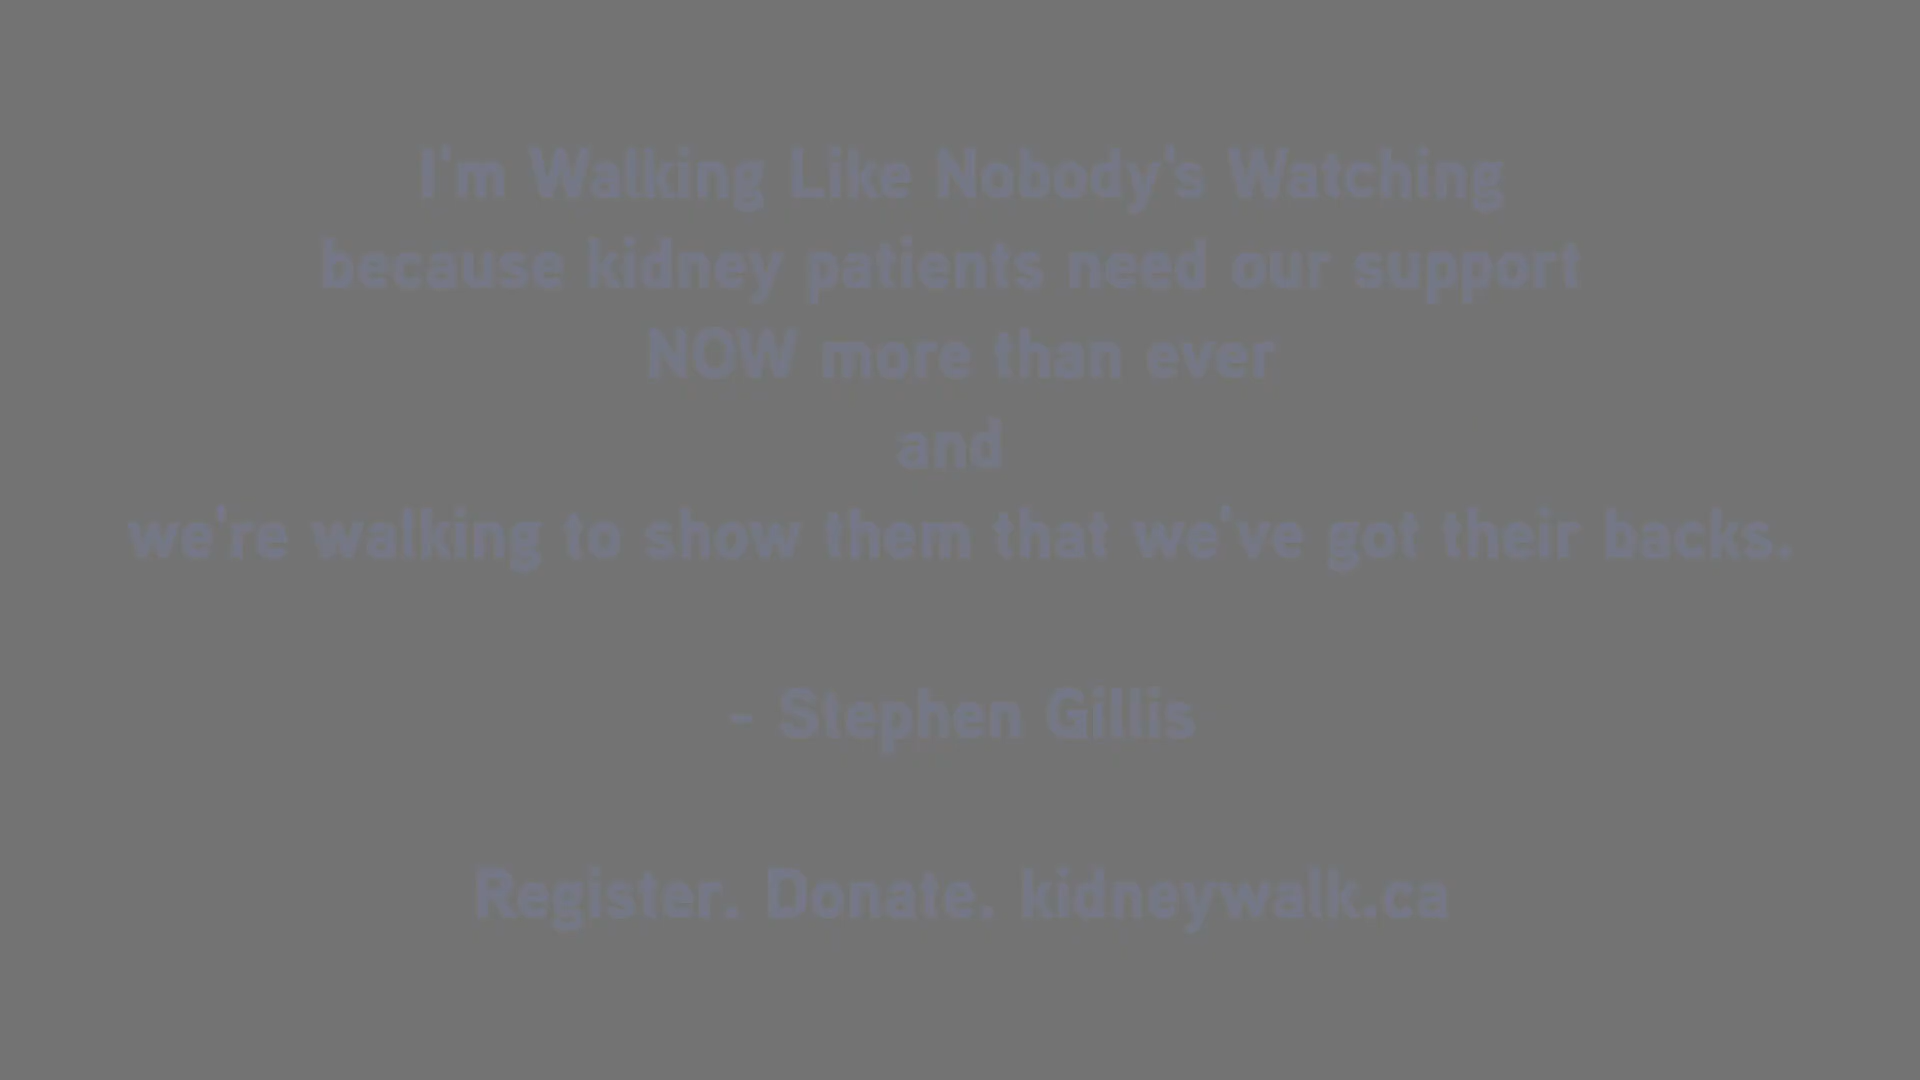 I'm Walking Like Nobody's Watching
because kidney patients need our support
NOW more than ever
and
we're walking to show them that we've got their backs.
- Stephen Gillis
Register. Donate. kidneywalk.ca